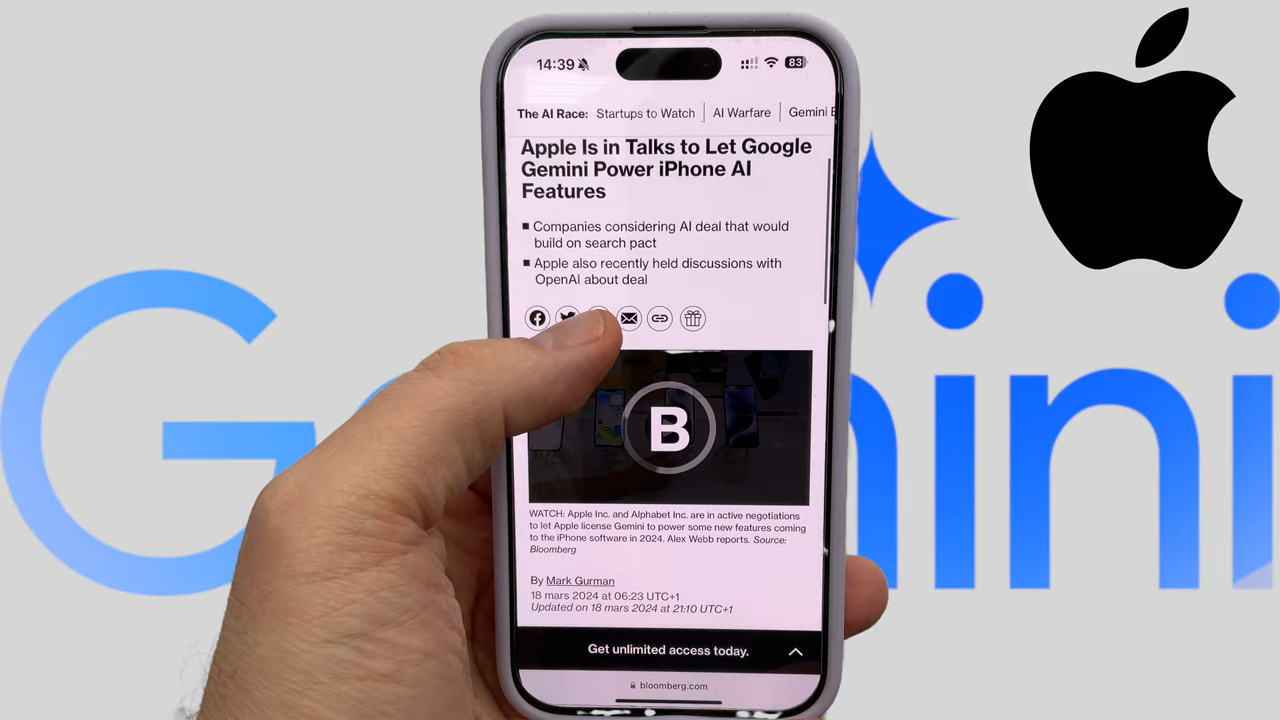 14:39
83
The AI Race: Startups to Watch AI Warfare Gemini
Apple Is in Talks to Let Google
Gemini Power iPhone AI
Features
Companies considering AI deal that would
build on search pact
Apple also recently held discussions with
OpenAI about deal
B
WATCH: Apple Inc. and Alphabet Inc. are in active negotiations
to let Apple license Gemini to power some new features coming
to the iPhone software in 2024. Alex Webb reports. Source:
Bloomberg
By Mark Gurman
18 mars 2024 at 06:23 UTC+1
Updated on 18 mars 2024 at 21:10 UTC+1
Get unlimited access today.
bloomberg.com
Gemini